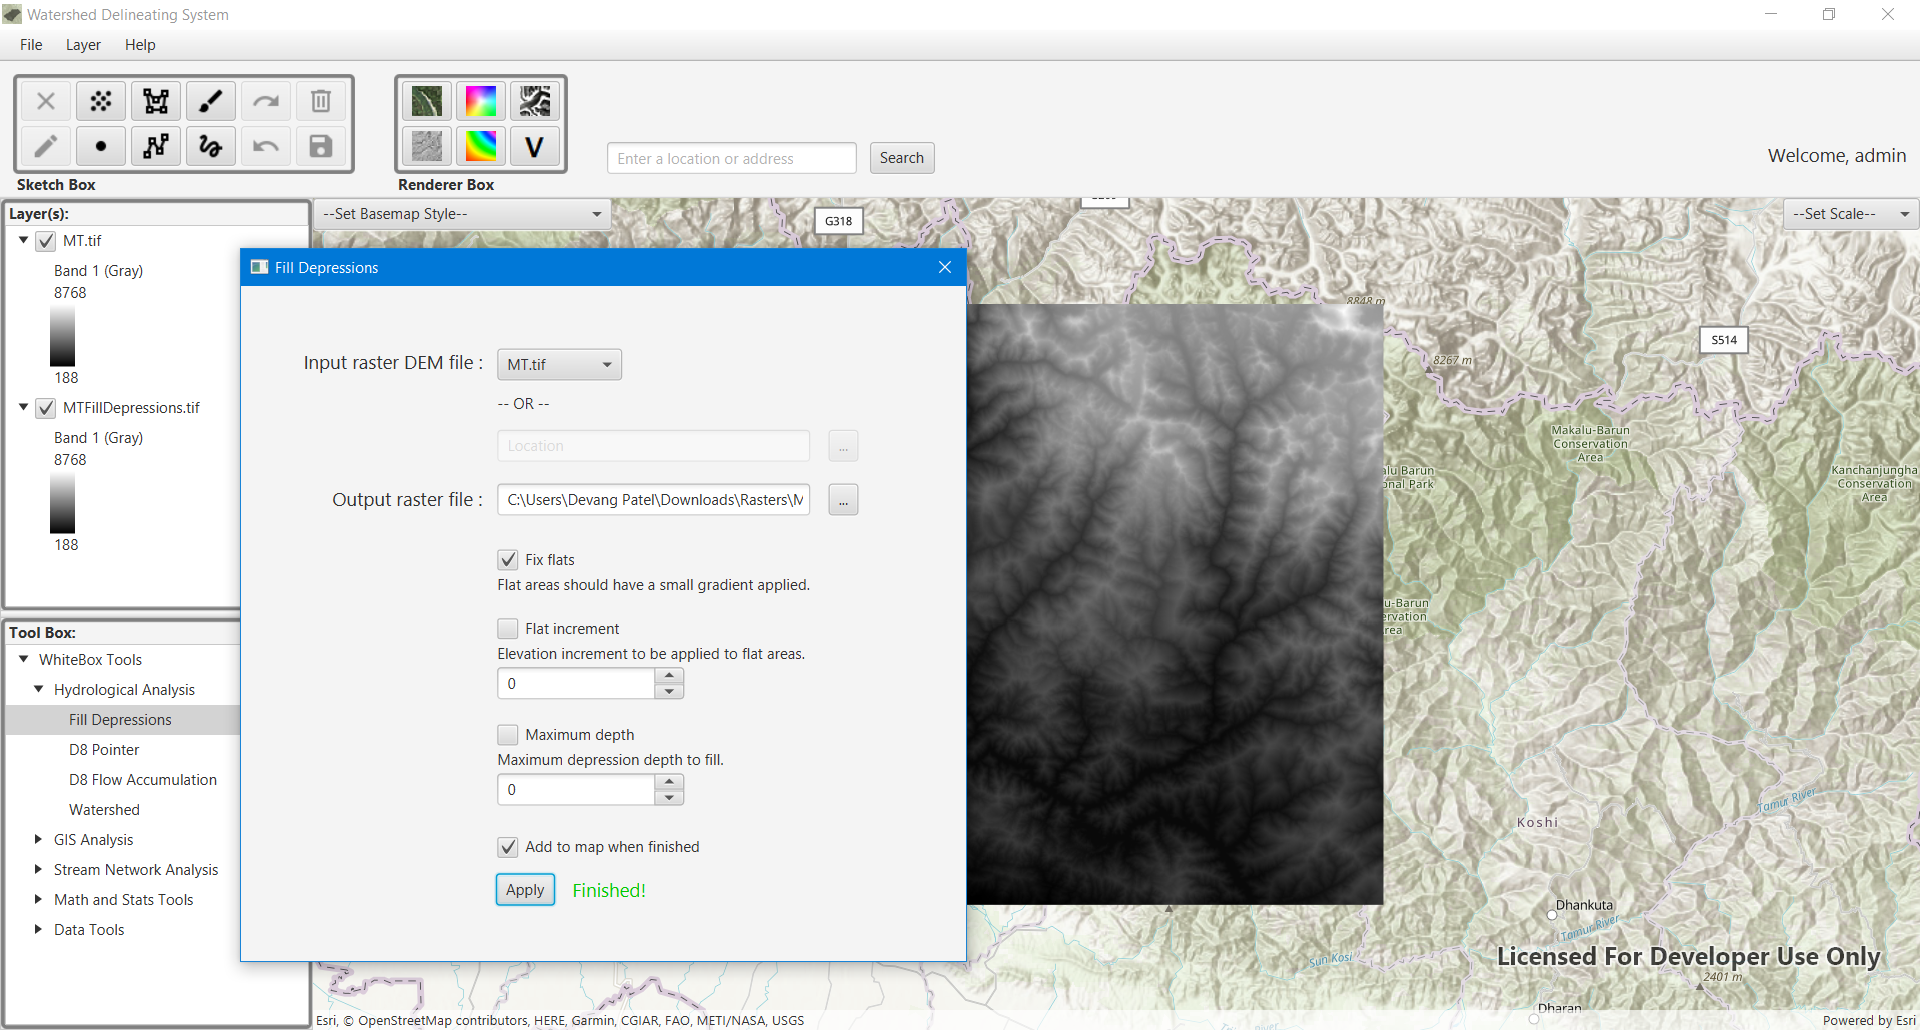 Watershed Delineating System
File Layer Help
Sketch Box
V
Renderer Box
Enter a location or address
Search
Welcome, admin
Layer(s):
MT.tif
Band 1 (Gray)
8768
188
MTFillDepressions.tif
Band 1 (Gray)
8768
188
Tool Box:
WhiteBox Tools
Hydrological Analysis
Fill Depressions
D8 Pointer
D8 Flow Accumulation
Watershed
GIS Analysis
Stream Network Analysis
Math and Stats Tools
Data Tools
--Set Basemap Style--
--Set Scale--
Fill Depressions
Input raster DEM file :
MT.tif
-- OR --
Location
...
Output raster file :
C:\Users\Devang Patel\Downloads\Rasters\M
...
Fix flats
Flat areas should have a small gradient applied.
Flat increment
Elevation increment to be applied to flat areas.
0
Maximum depth
Maximum depression depth to fill.
0
Add to map when finished
Apply
Finished!
G318
8848 m
S514
8267 m
Makalu-Barun
Conservation
Area
Kanchanjungha
Conservation
Area
alu Barun
onal Park
u-Barun
ervation
rea
Tamur River
Koshi
Dhankuta
Tamur River
Sun Kosi
Licensed For Developer Use Only
2401 m
Dharan
Esri, © OpenStreetMap contributors, HERE, Garmin, CGIAR, FAO, METI/NASA, USGS
Powered by Esri